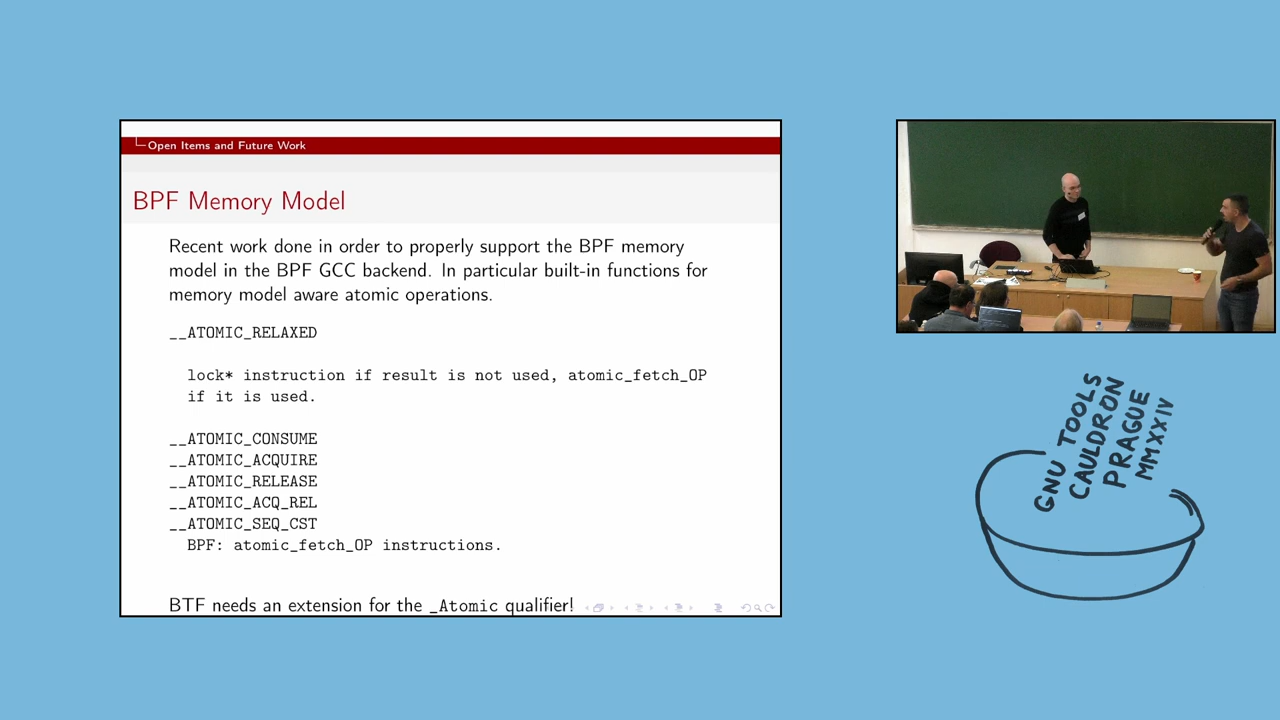 Open Items and Future Work
BPF Memory Model
Recent work done in order to properly support the BPF memory
model in the BPF GCC backend. In particular built-in functions for
memory model aware atomic operations.
__ATOMIC_RELAXED
lock* instruction if result is not used, atomic_fetch_OP
if it is used.
__ATOMIC_CONSUME
__ATOMIC_ACQUIRE
__ATOMIC_RELEASE
__ATOMIC_ACQ_REL
__ATOMIC_SEQ_CST
BPF: atomic_fetch_OP instructions.
BTF needs an extension for the _Atomic qualifier!
GNU TOOLS
CAULDRON
PRAGUE
MMXXIV